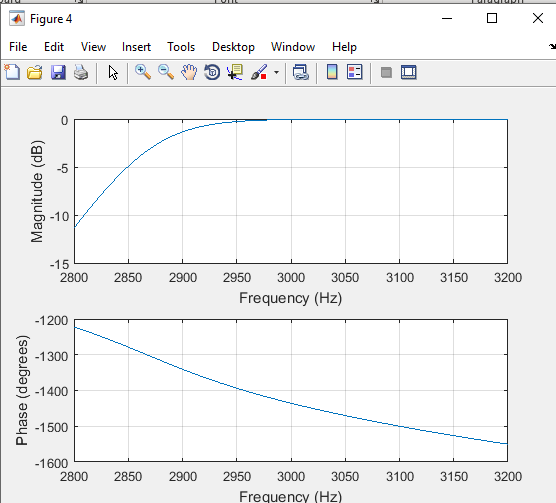 Figure 4
File Edit View Insert Tools Desktop Window Help
Magnitude (dB)
0
-5
-10
-15
2800 2850 2900 2950 3000 3050 3100 3150 3200
Frequency (Hz)
Phase (degrees)
-1200
-1300
-1400
-1500
-1600
2800 2850 2900 2950 3000 3050 3100 3150 3200
Frequency (Hz)